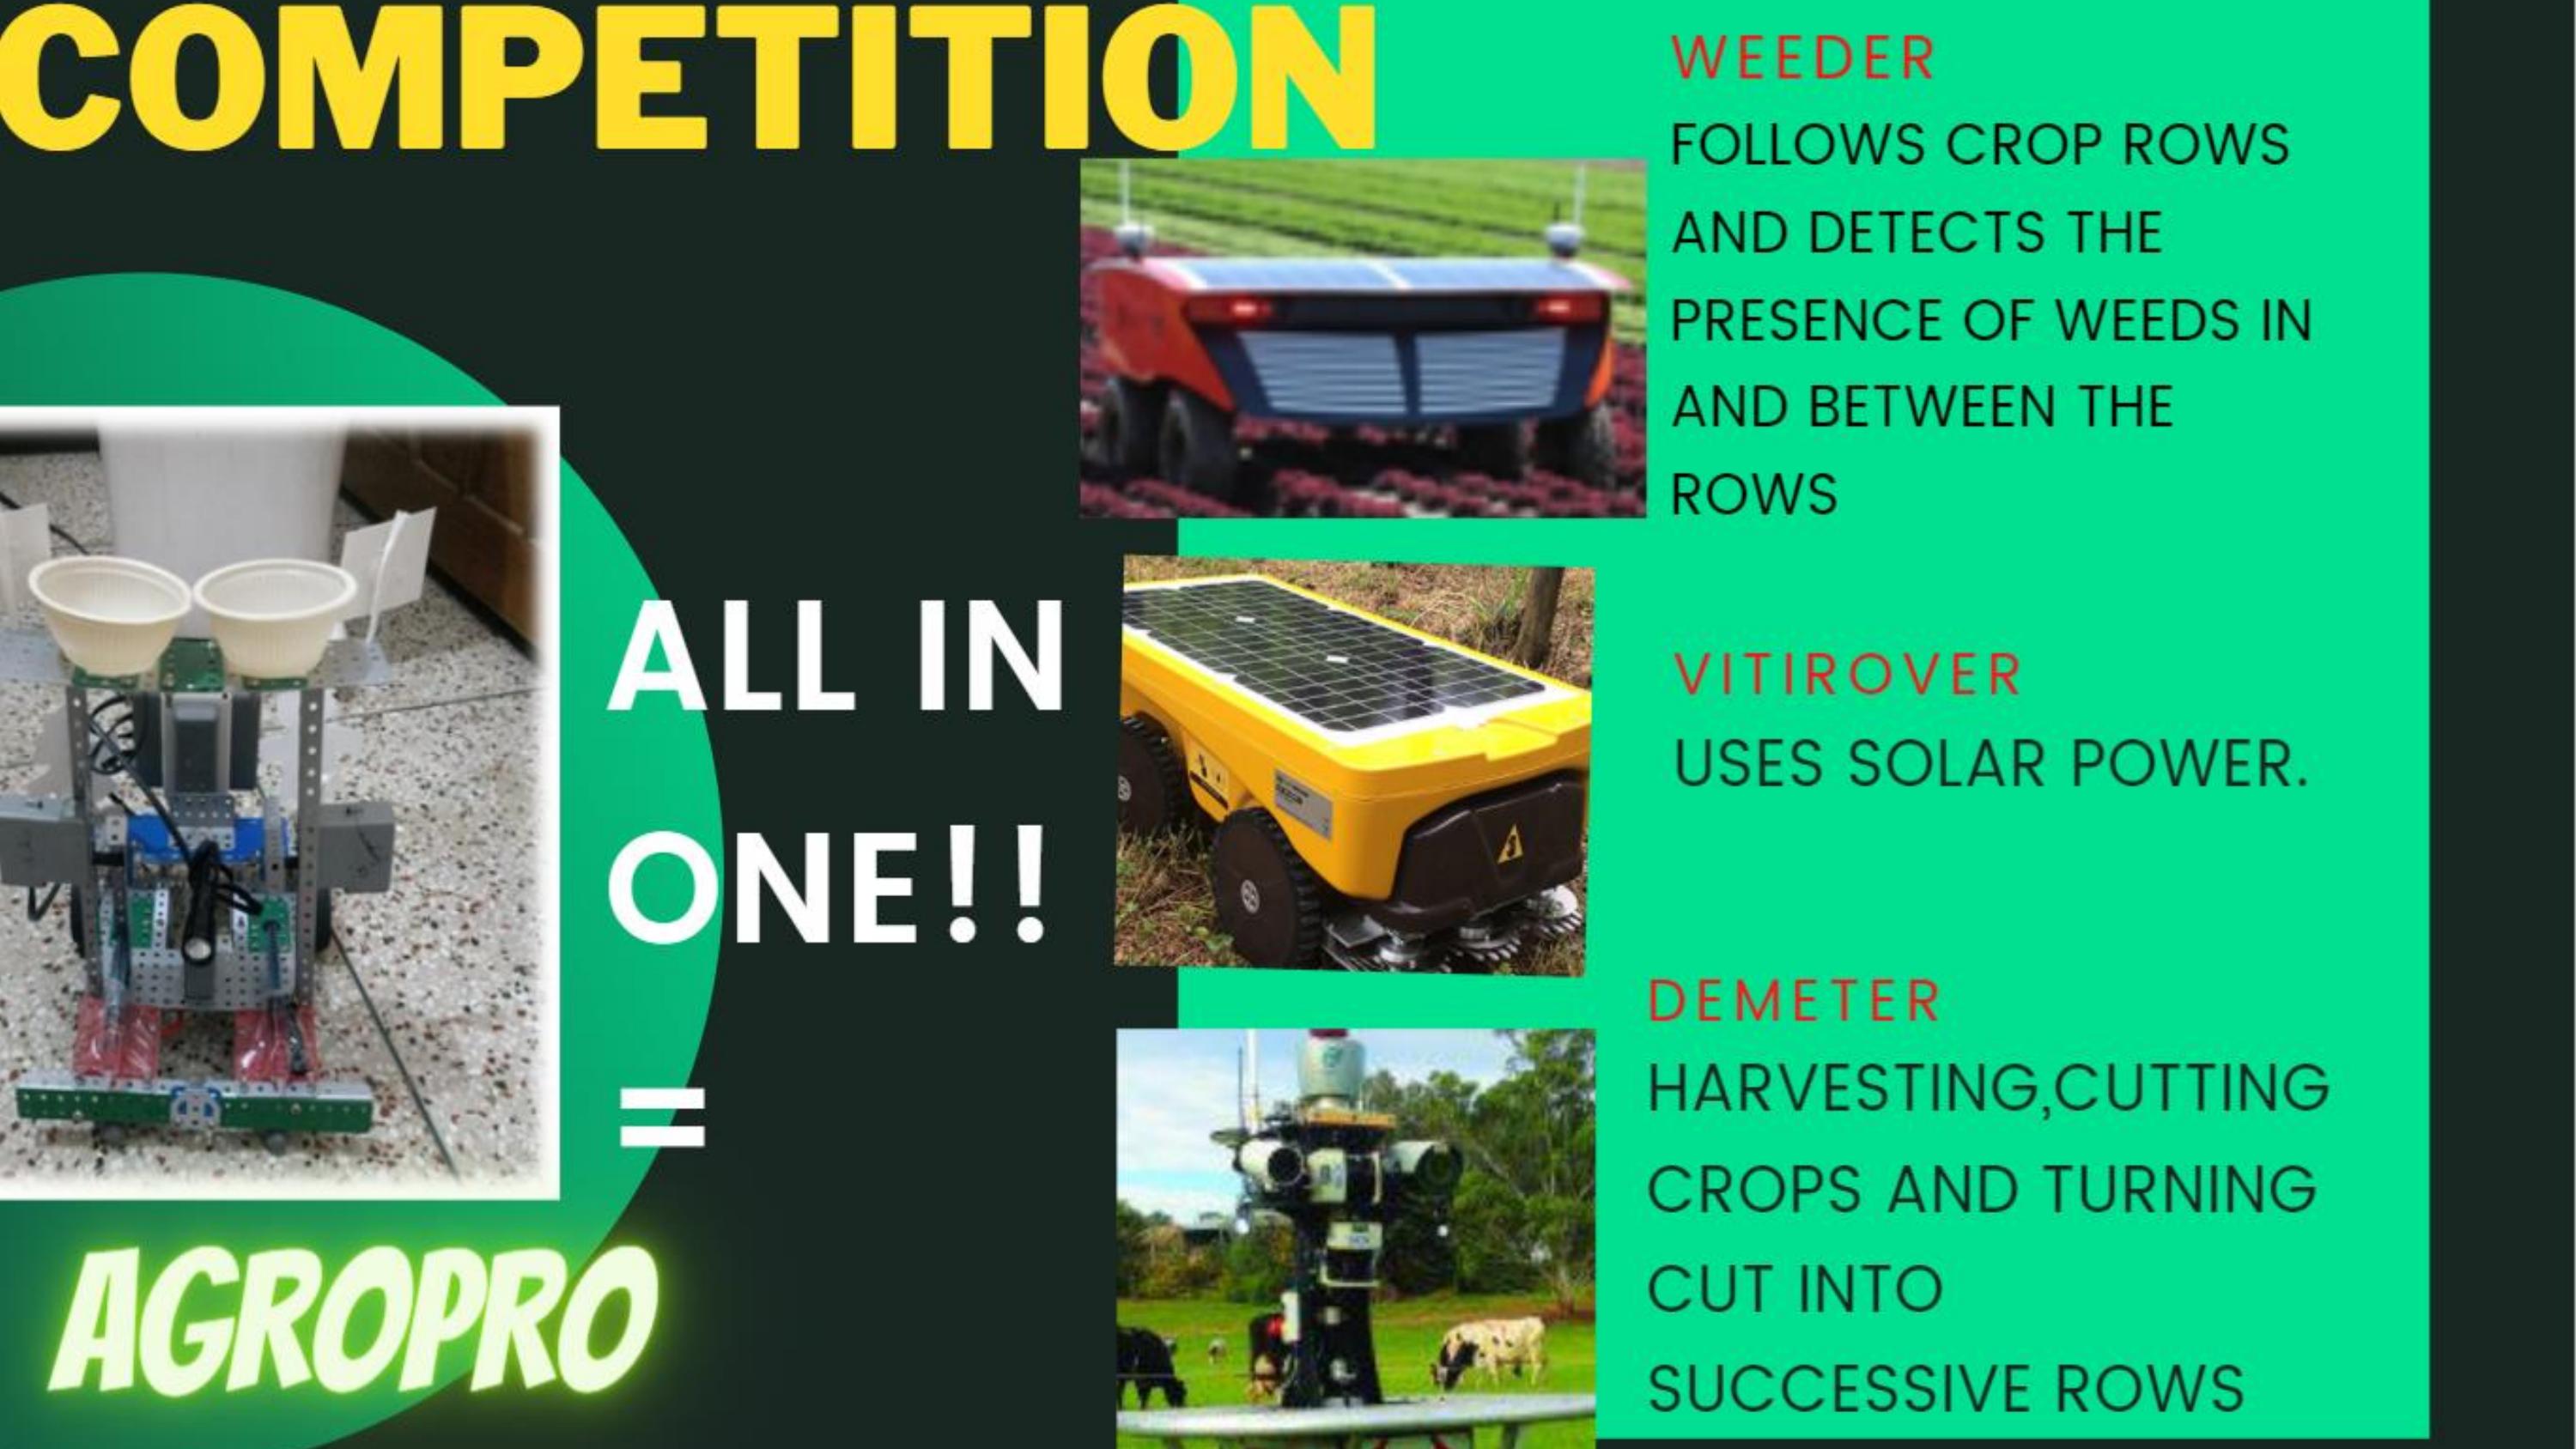 COMPETITION
WEEDER
FOLLOWS CROP ROWS
AND DETECTS THE
PRESENCE OF WEEDS IN
AND BETWEEN THE
ROWS
ALL IN
ONE!!
=
AGROPRO
VITIROVER
USES SOLAR POWER.
DEMETER
HARVESTING,CUTTING
CROPS AND TURNING
CUT INTO
SUCCESSIVE ROWS